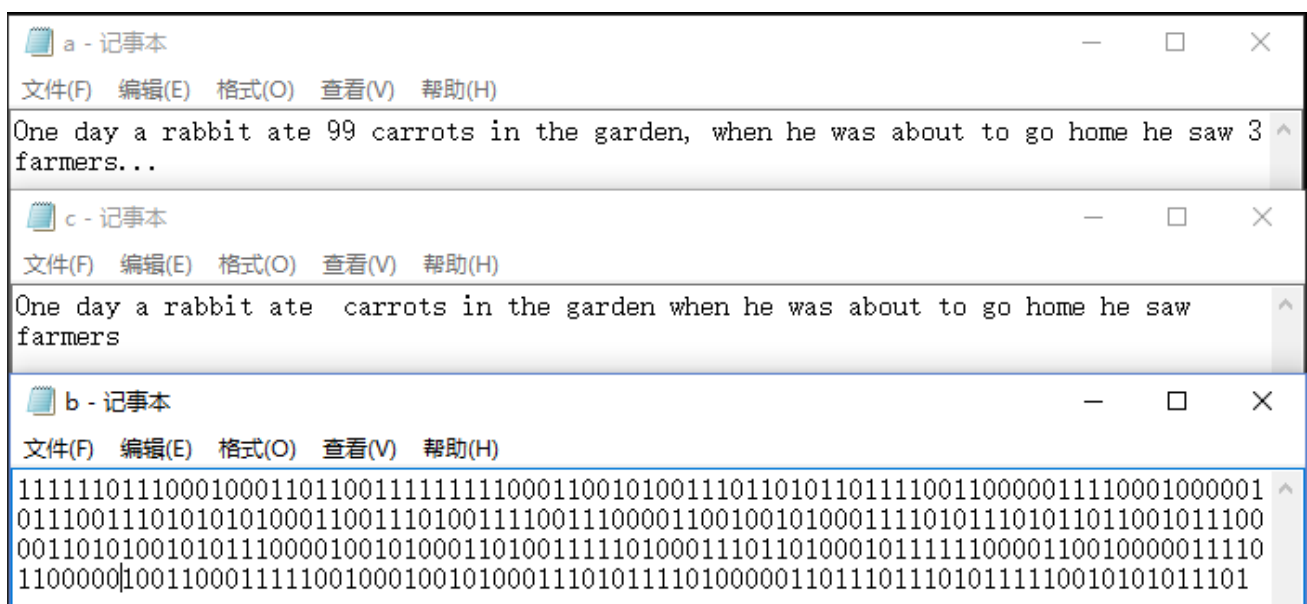 a - 记事本
文件(F) 编辑(E) 格式(O) 查看(V) 帮助(H)
One day a rabbit ate 99 carrots in the garden, when he was about to go home he saw 3
farmers...
c - 记事本
文件(F) 编辑(E) 格式(O) 查看(V) 帮助(H)
One day a rabbit ate  carrots in the garden when he was about to go home he saw
farmers
b - 记事本
文件(F) 编辑(E) 格式(O) 查看(V) 帮助(H)
1111110111000100011011001111111110001100101001110110101101111001100000111110001000001
011100111010101010001100111010011110011100001100100101000111101011101011011001011100
0011010100101011100001001010001101001111101000111011010001011111100001100100000011110
1100000100110001111100100010010100011101011110100000110111011101011111001010101011101